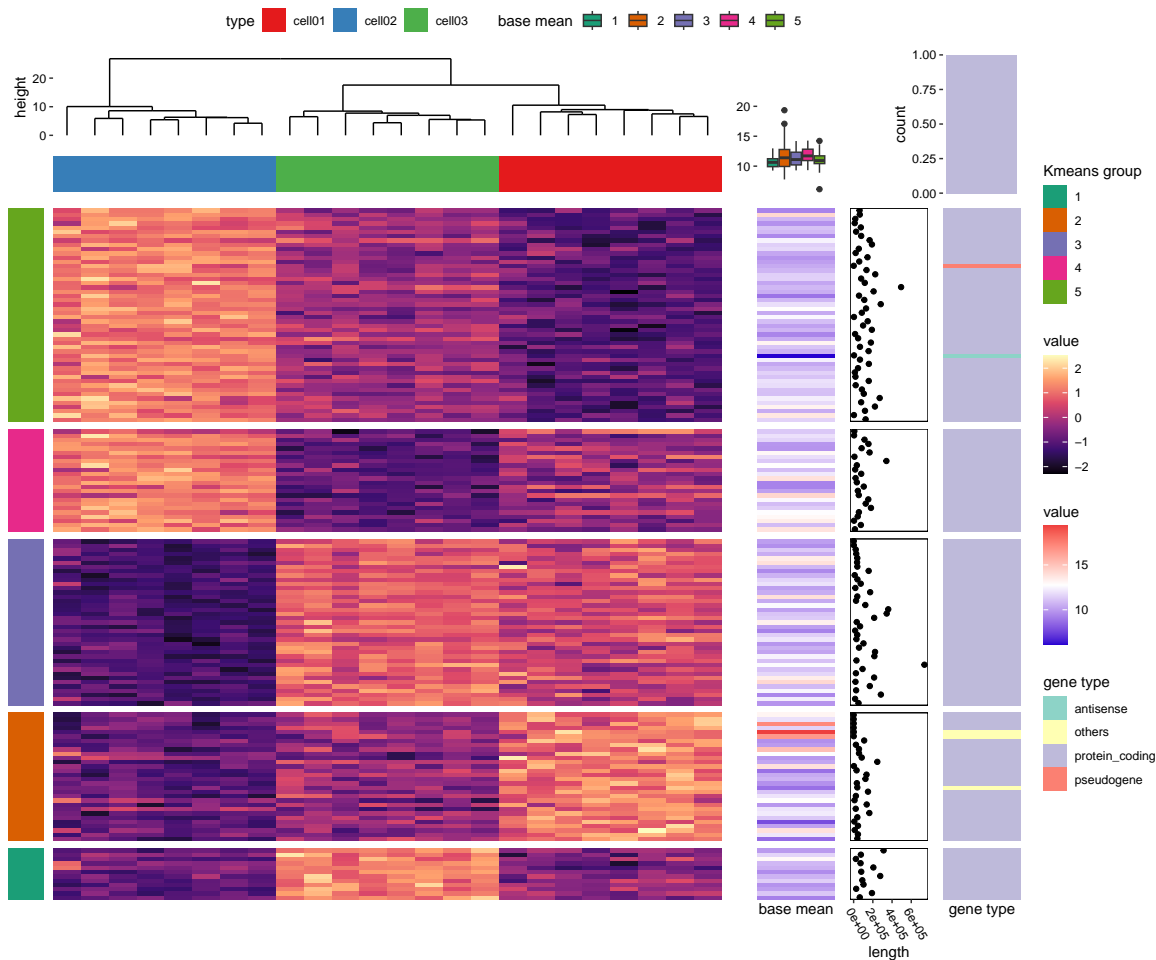 type cell01 cell02 cell03 base mean 1 2 3 4 5
height
20
10
0
20
15
10
count
1.00
0.75
0.50
0.25
0.00
Kmeans group
1
2
3
4
5
value
2
1
0
−1
−2
value
15
10
gene type
antisense
others
protein_coding
pseudogene
base mean
0e+00
2e+05
4e+05
6e+05
length
gene type